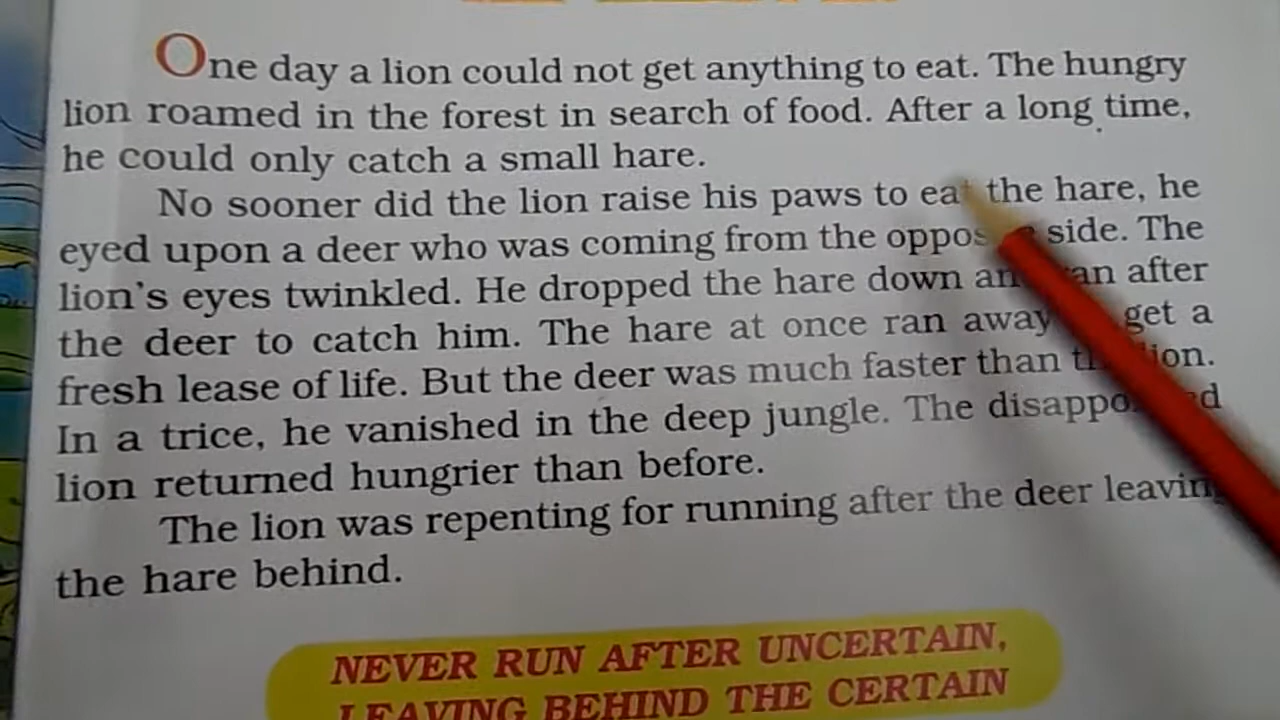 One day a lion could not get anything to eat. The hungry
lion roamed in the forest in search of food. After a long time,
he could only catch a small hare.
No sooner did the lion raise his paws to eat the hare, he
eyed upon a deer who was coming from the side. The
lion's eyes twinkled. He dropped the hare down and ran after
the deer to catch him. The hare at once ran away get a
fresh lease of life. But the deer was much faster than the lion.
In a trice, he vanished in the deep jungle. The disappointed
lion returned hungrier than before.
The lion was repenting for running after the deer leaving
the hare behind.
NEVER RUN AFTER UNCERTAIN,
LEAVING BEHIND THE CERTAIN